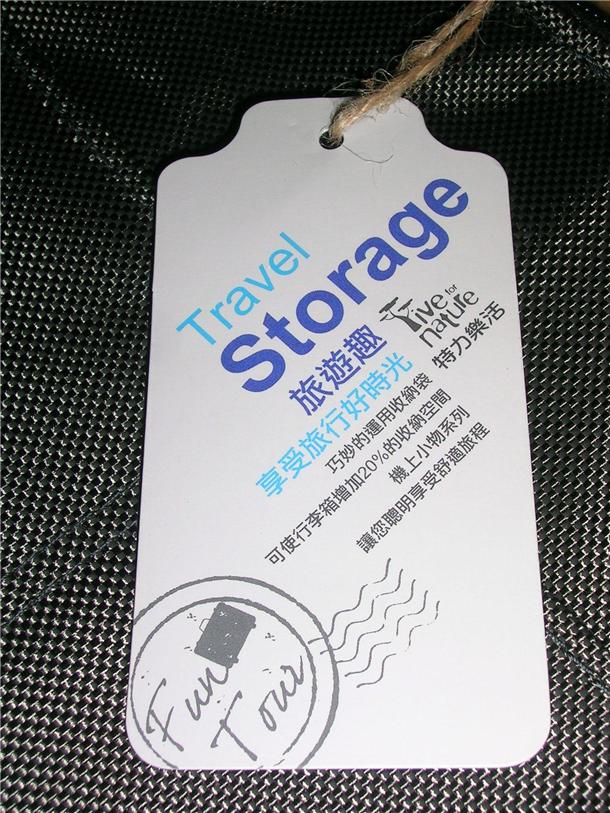 Travel
Storage
旅遊趣
享受旅行好時光
rive for
nature
特力樂活
巧妙的運用收納袋
可使行李箱增加20%的收納空間
機上小物系列
讓您聰明享受舒適旅程
Fun
Tour